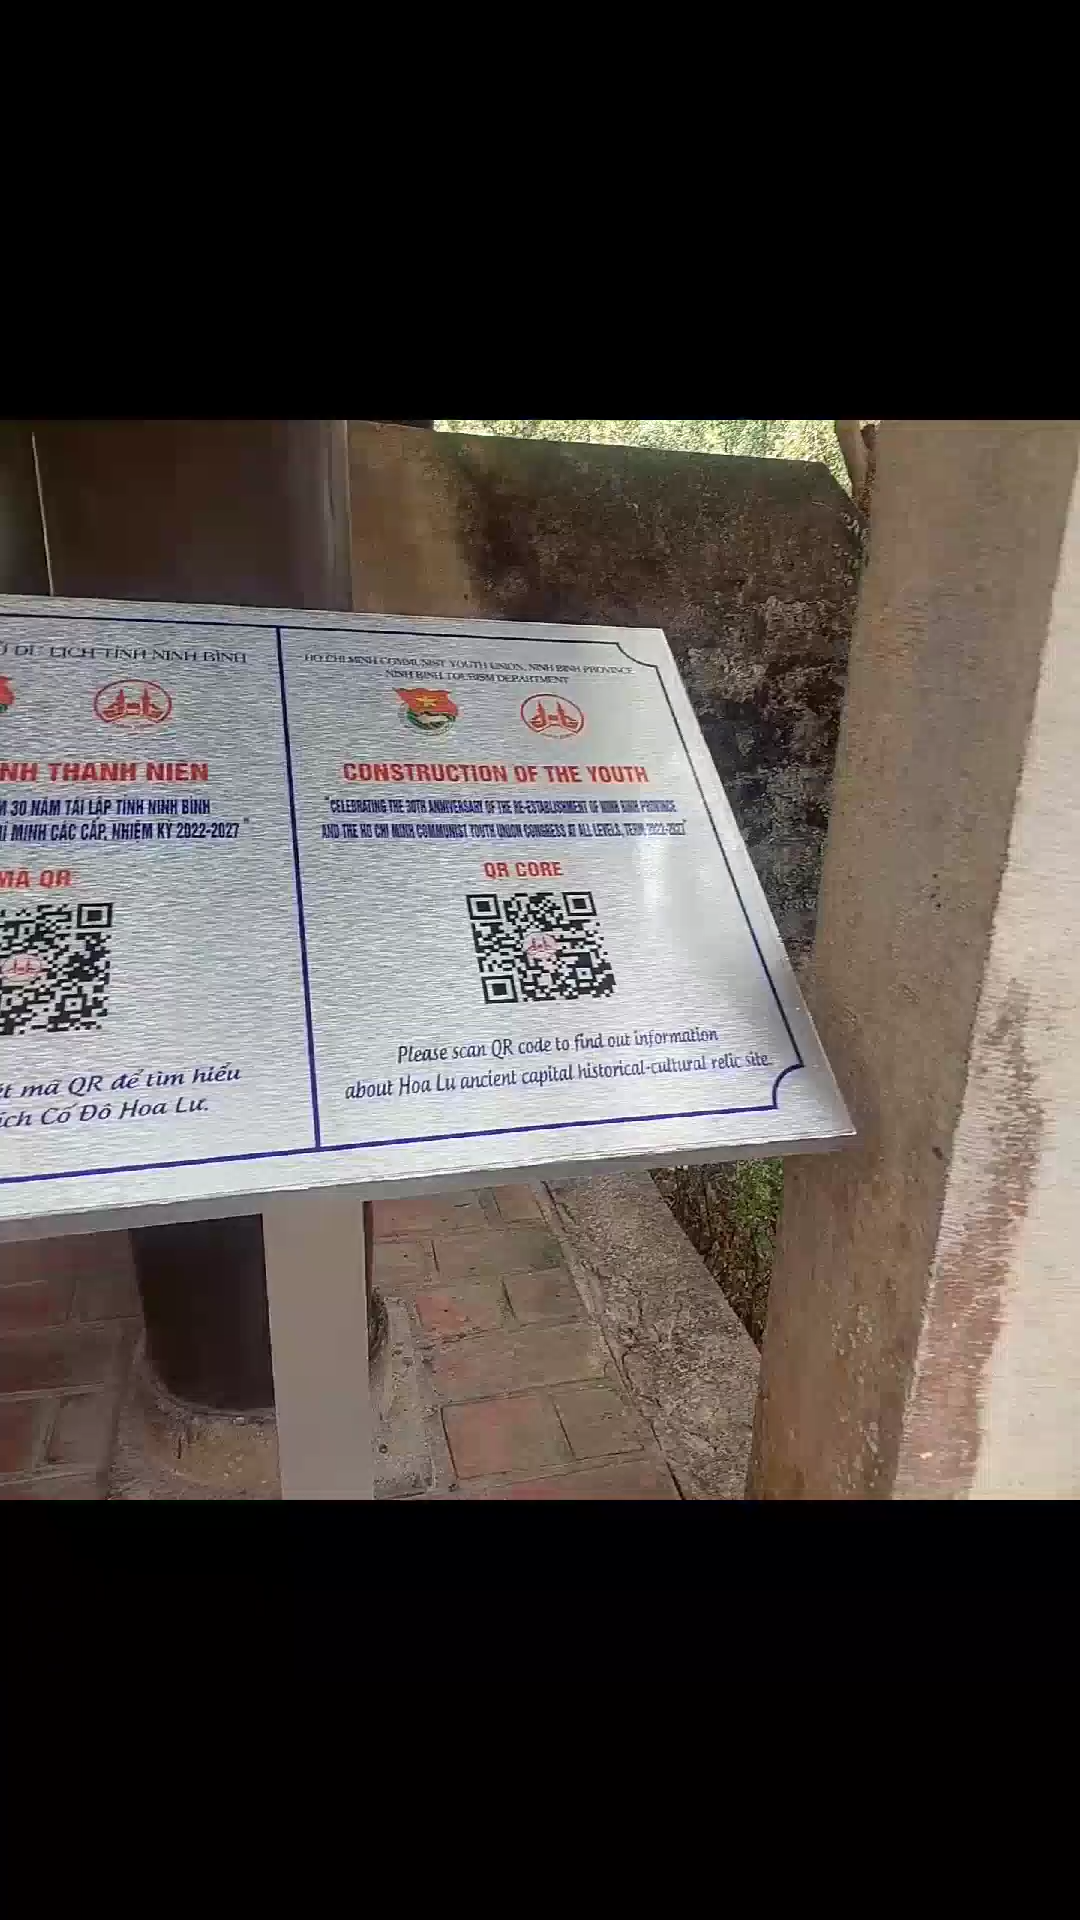 DU LỊCH TỈNH NINH BÌNH
NH THANH NIÊN
30 NĂM TÁI LẬP TỈNH NINH BÌNH
MINH CÁC CẤP, NHIỆM KỲ 2022-2027 "
MÃ QR
mã QR để tìm hiểu
ích Cố Đô Hoa Lư.
HO CHI MINH COMMUNIST YOUTH UNION, NINH BINH PROVINCE
NINH BINH TOURISM DEPARTMENT
CONSTRUCTION OF THE YOUTH
"CELEBRATING THE 30TH ANNIVERSARY OF THE RE-ESTABLISHMENT OF NINH BINH PROVINCE
AND THE HO CHI MINH COMMUNIST YOUTH UNION CONGRESS AT ALL LEVELS, TERM, 2022-2027"
QR CORE
Please scan QR code to find out information
about Hoa Lu ancient capital historical-cultural relic site.